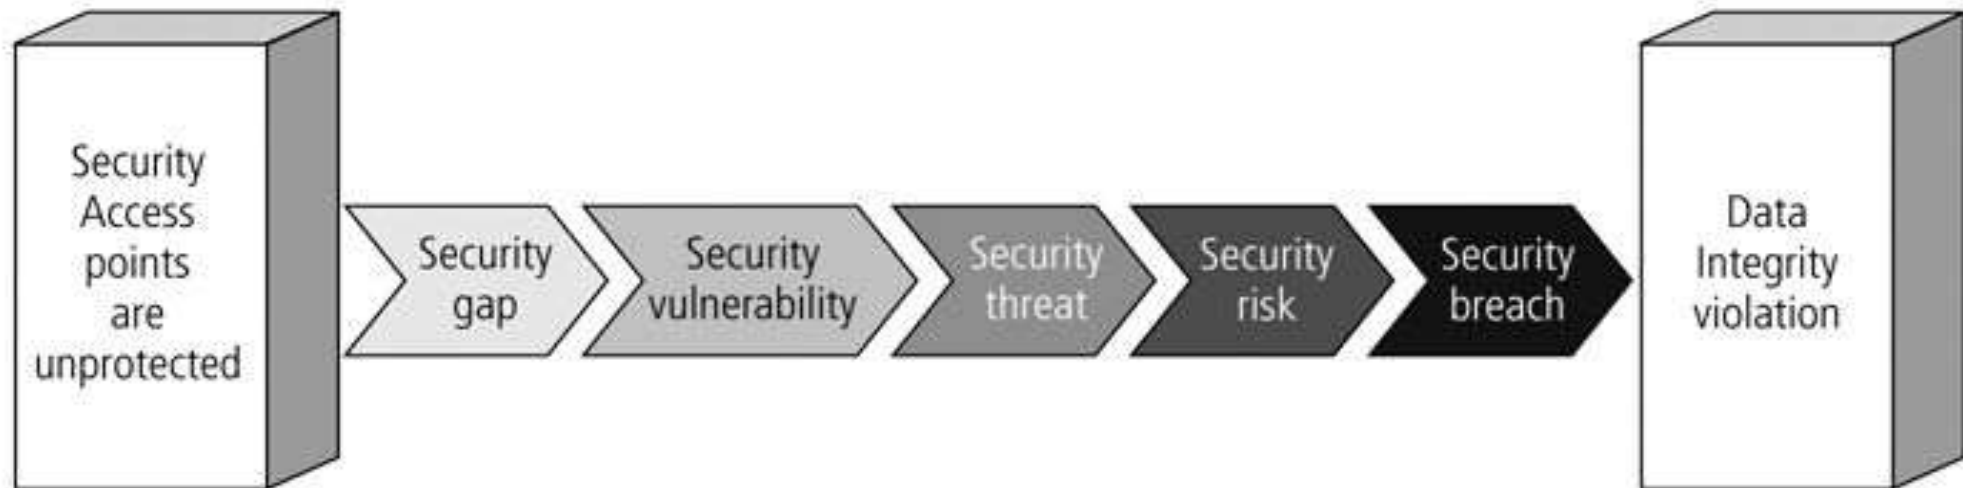 Security
Access
points
are
unprotected
Security
gap
Security
vulnerability
Security
threat
Security
risk
Security
breach
Data
Integrity
violation